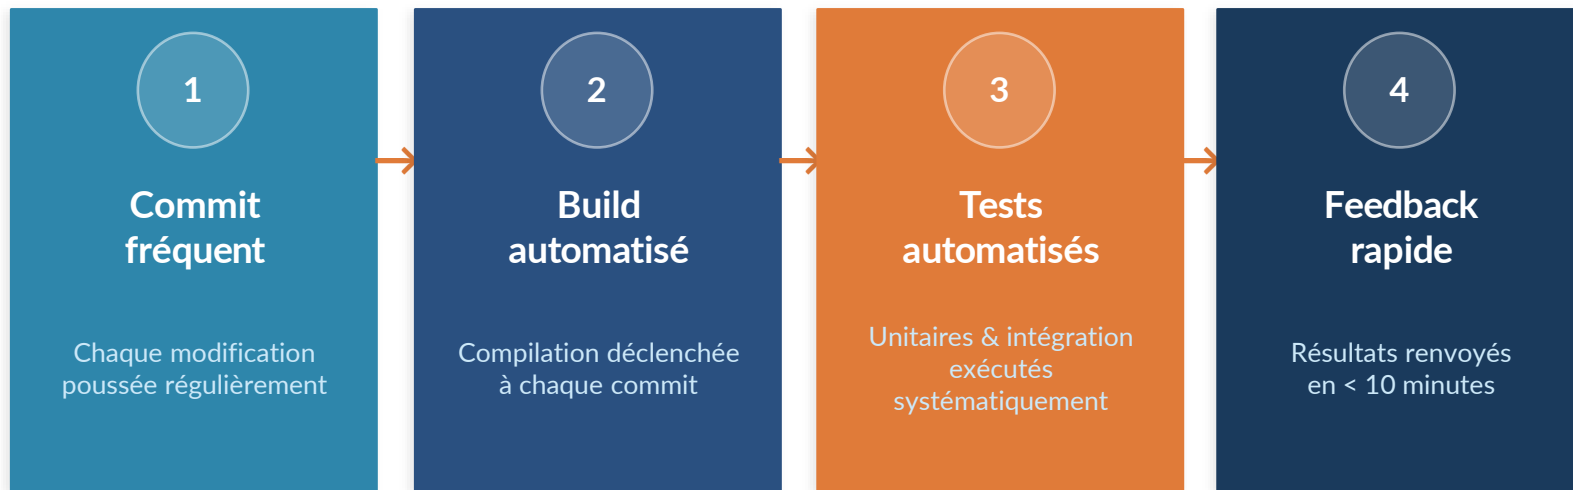 1
Commit
fréquent
Chaque modification
poussée régulièrement
2
Build
automatisé
Compilation déclenchée
à chaque commit
3
Tests
automatisés
Unitaires & intégration
exécutés
systématiquement
4
Feedback
rapide
Résultats renvoyés
en < 10 minutes